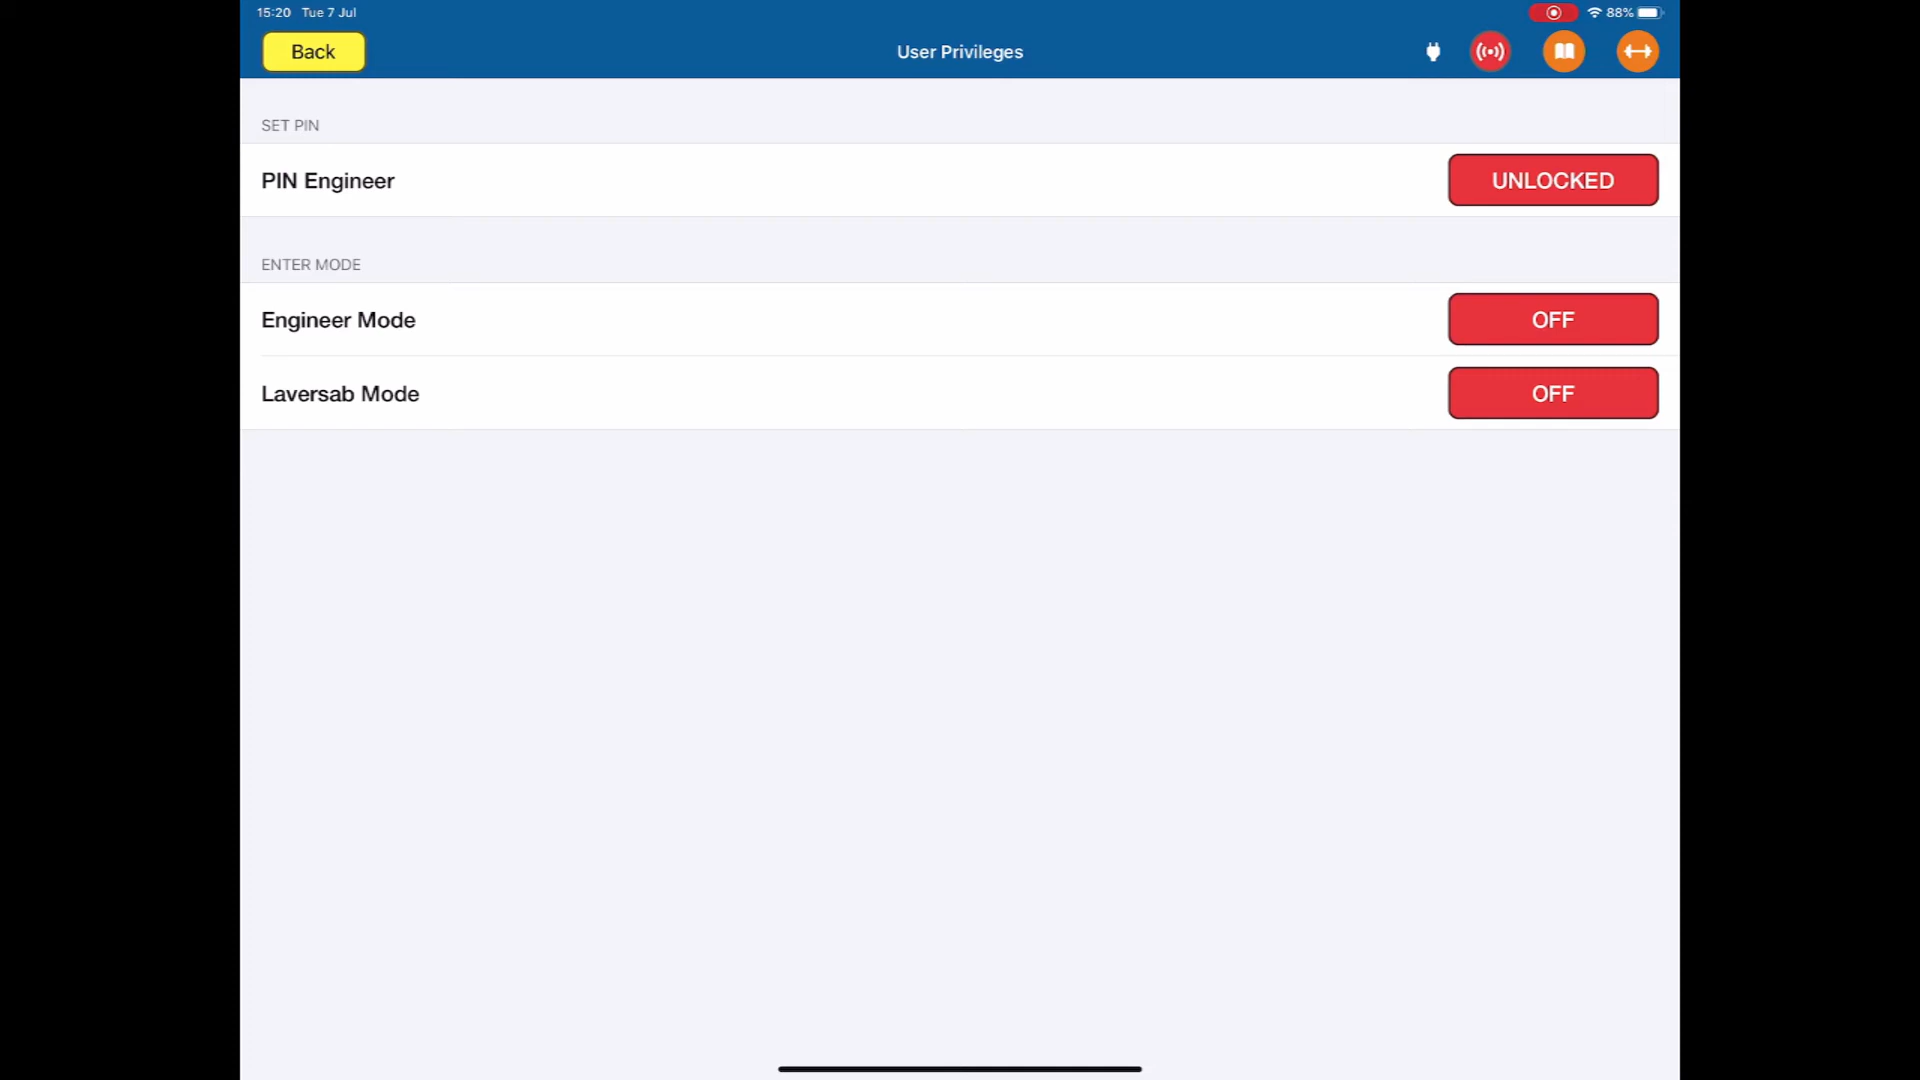 15:20 Tue 7 Jul
88%
Back
User Privileges
SET PIN
PIN Engineer
UNLOCKED
ENTER MODE
Engineer Mode
OFF
Laversab Mode
OFF